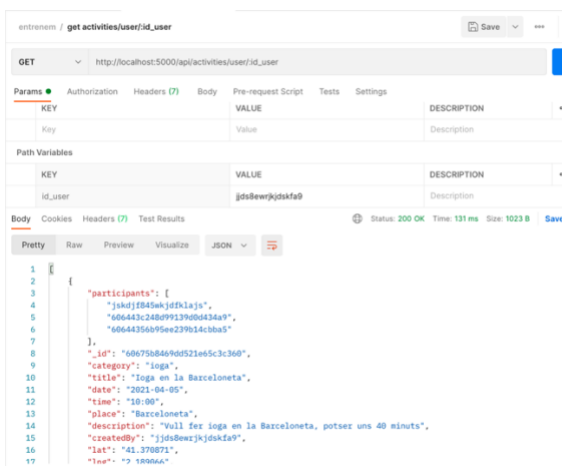 entrenem / get activities/user/:id_user Save
GET http://localhost:5000/api/activities/user/:id_user
Params Authorization Headers (7) Body Pre-request Script Tests Settings
KEY VALUE DESCRIPTION
Key Value Description
Path Variables
KEY VALUE DESCRIPTION
id_user jjds8ewrjkjdskfa9 Description
Body Cookies Headers (7) Test Results Status: 200 OK Time: 131 ms Size: 1023 B Save
Pretty Raw Preview Visualize JSON
1 [
2 {
3 "participants": [
4 "jskdjf845ekjdfklajs",
5 "606443c248d99139d0d434a9",
6 "60644356b95ee239b14cbba5"
7 ],
8 "_id": "60675b8469dd521e65c3c360",
9 "category": "ioga",
10 "title": "Ioga en la Barceloneta",
11 "date": "2021-04-05",
12 "time": "10:00",
13 "place": "Barceloneta",
14 "description": "Vull fer ioga en la Barceloneta, potser uns 40 minuts",
15 "createdBy": "jjds8ewrjkjdskfa9",
16 "lat": "41.370871",
17 "lng": "2.189066",